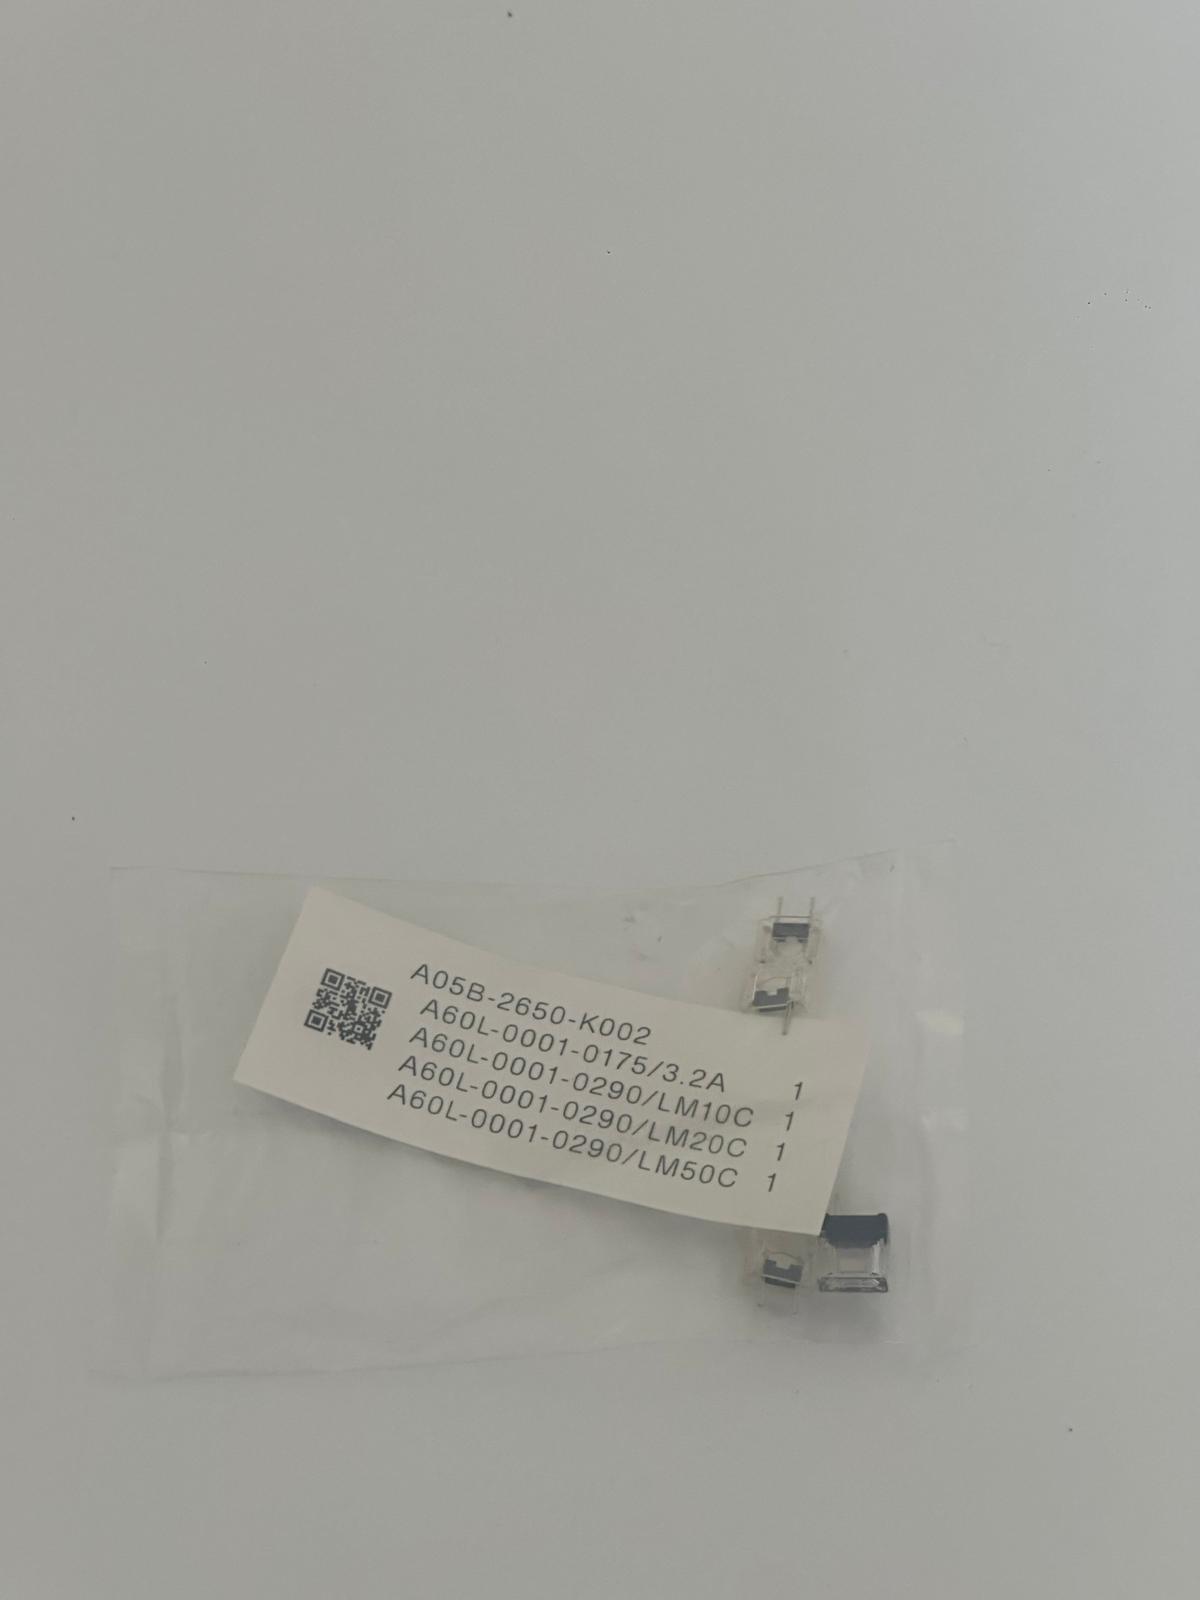 A05B-2650-K002
A60L-0001-0175/3.2A 1
A60L-0001-0290/LM10C 1
A60L-0001-0290/LM20C 1
A60L-0001-0290/LM50C 1